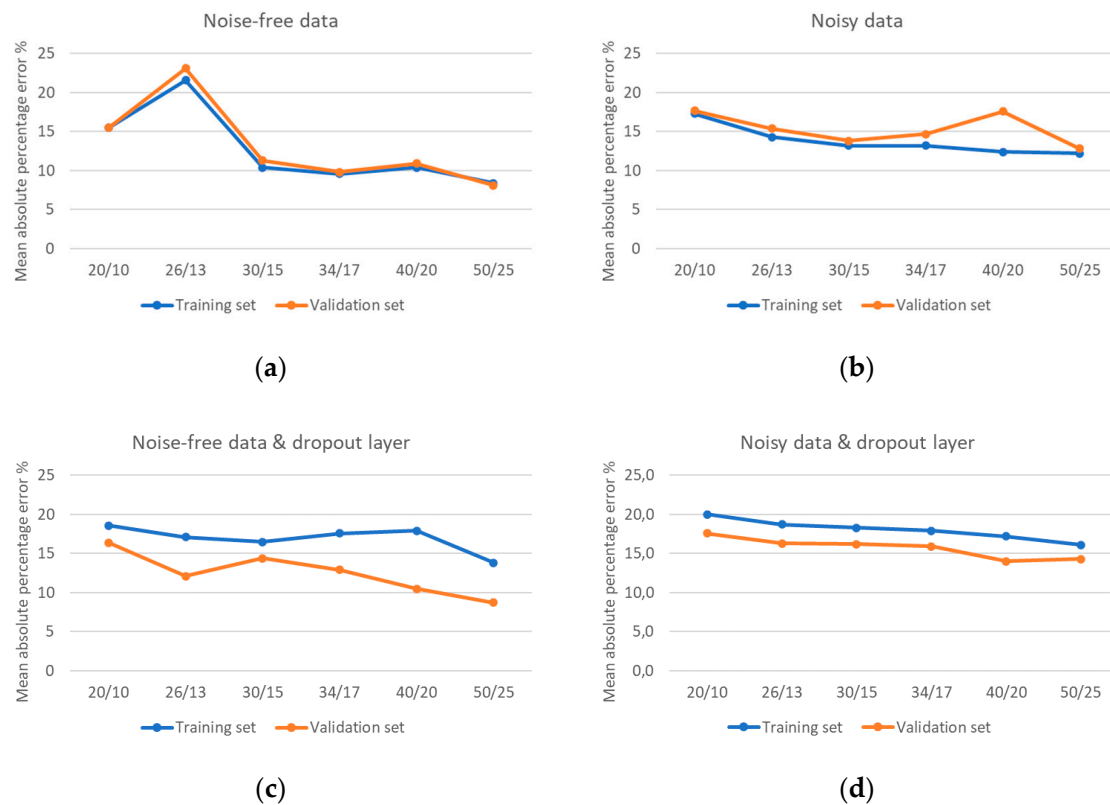 Noise-free data
Mean absolute percentage error %
25
20
15
10
5
0
20/10 26/13 30/15 34/17 40/20 50/25
Training set Validation set
(a)
Noisy data
Mean absolute percentage error %
25
20
15
10
5
0
20/10 26/13 30/15 34/17 40/20 50/25
Training set Validation set
(b)
Noise-free data & dropout layer
Mean absolute percentage error %
25
20
15
10
5
0
20/10 26/13 30/15 34/17 40/20 50/25
Training set Validation set
(c)
Noisy data & dropout layer
Mean absolute percentage error %
25,0
20,0
15,0
10,0
5,0
0,0
20/10 26/13 30/15 34/17 40/20 50/25
Training set Validation set
(d)